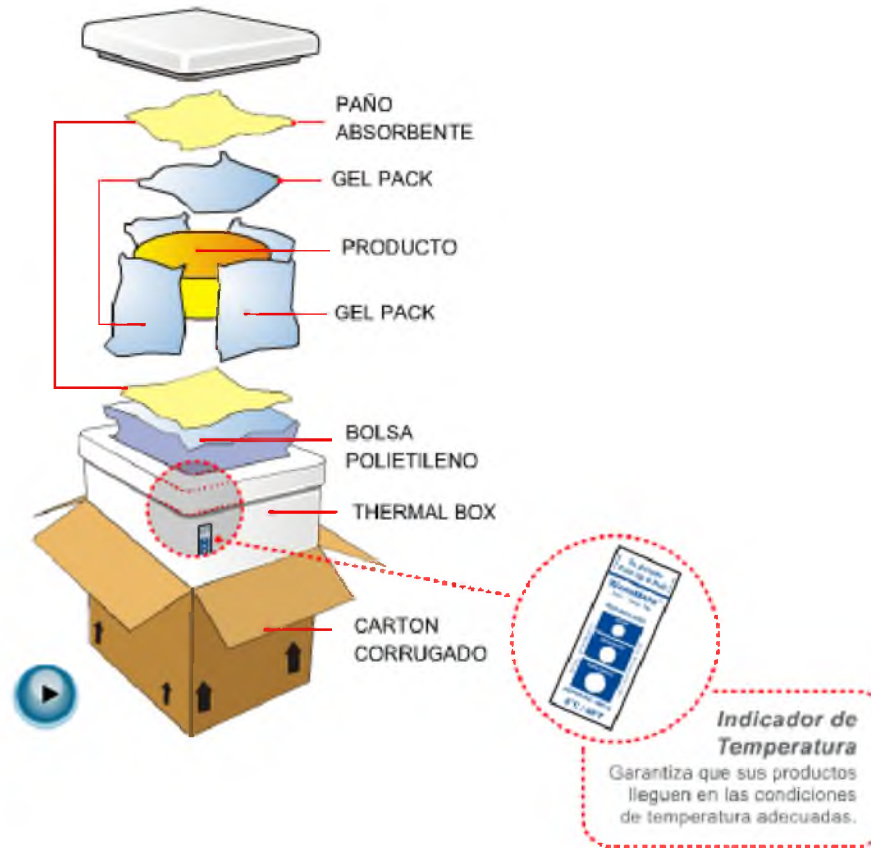 PAÑO
ABSORBENTE
GEL PACK
PRODUCTO
GEL PACK
BOLSA
POLIETILENO
THERMAL BOX
CARTON
CORRUGADO
Indicador de
Temperatura
Garantiza que sus productos
lleguen en las condiciones
de temperatura adecuadas.